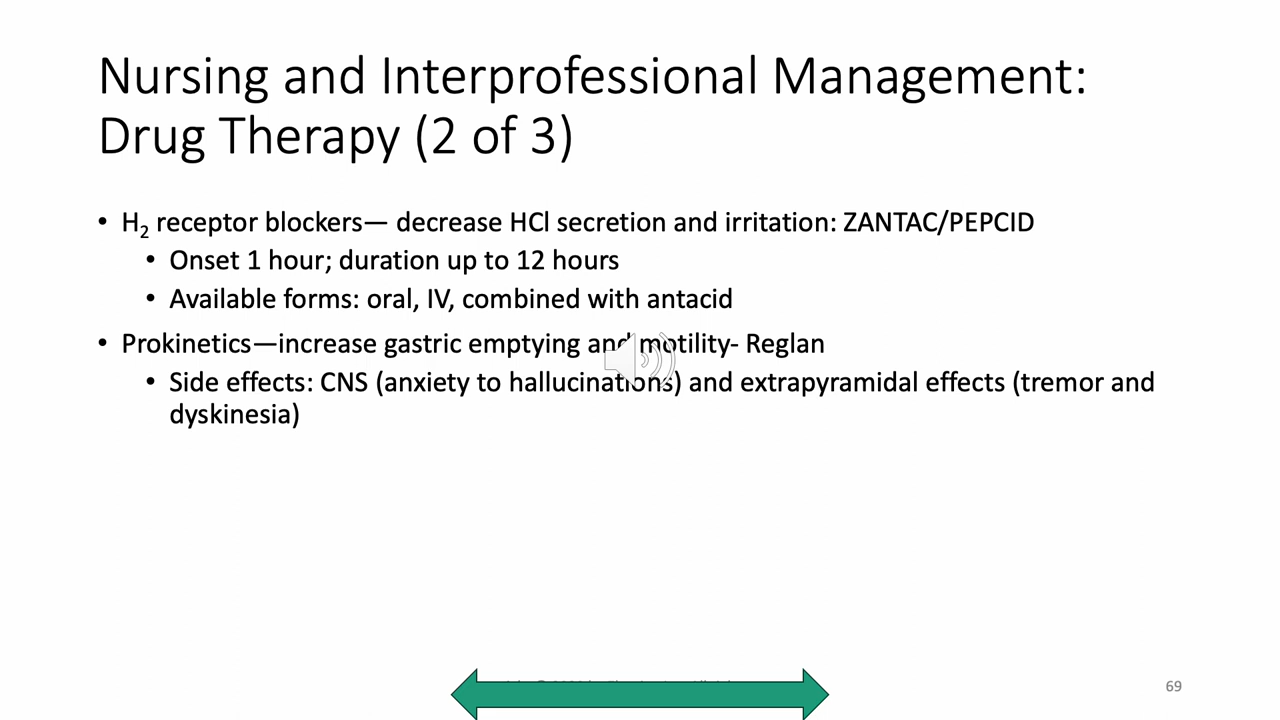 Nursing and Interprofessional Management:
Drug Therapy (2 of 3)
• H₂ receptor blockers— decrease HCl secretion and irritation: ZANTAC/PEPCID
• Onset 1 hour; duration up to 12 hours
• Available forms: oral, IV, combined with antacid
• Prokinetics—increase gastric emptying and motility- Reglan
• Side effects: CNS (anxiety to hallucinations) and extrapyramidal effects (tremor and
dyskinesia)
69